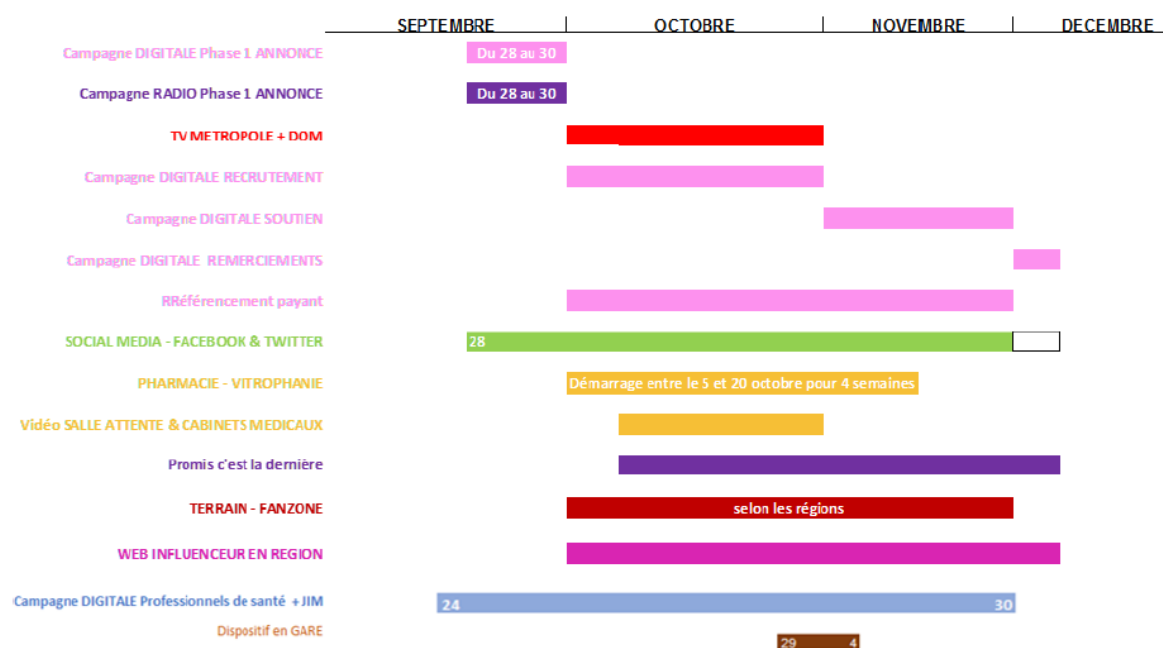 SEPTEMBRE OCTOBRE NOVEMBRE DECEMBRE
Campagne DIGITALE Phase 1 ANNONCE Du 28 au 30
Campagne RADIO Phase 1 ANNONCE Du 28 au 30
TV METROPOLE + DOM
Campagne DIGITALE RECRUTEMENT
Campagne DIGITALE SOUTIEN
Campagne DIGITALE REMERCIEMENTS
RRéférencement payant
SOCIAL MEDIA - FACEBOOK & TWITTER 28
PHARMACIE - VITROPHANIE Démarrage entre le 5 et 20 octobre pour 4 semaines
Vidéo SALLE ATTENTE & CABINETS MEDICAUX
Promis c'est la dernière
TERRAIN - FANZONE selon les régions
WEB INFLUENCEUR EN REGION
Campagne DIGITALE Professionnels de santé + JIM 24 30
Dispositif en GARE 29 4